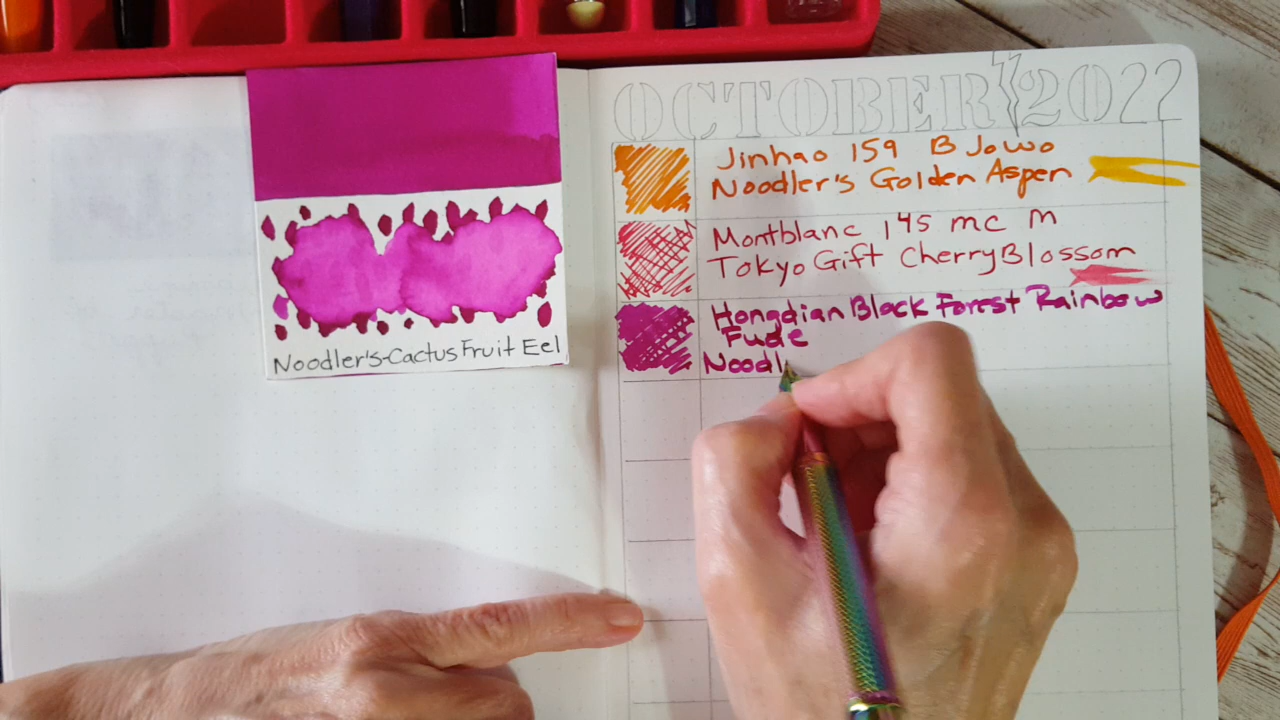 Noodler's-Cactus Fruit Eel
OCTOBER 2022
Jinhao 159 B Jowo
Noodler's Golden Aspen
Montblanc 145 mc M
Tokyo Gift Cherry Blossom
Hongdian Black Forest Rainbow
Fude
Noodl